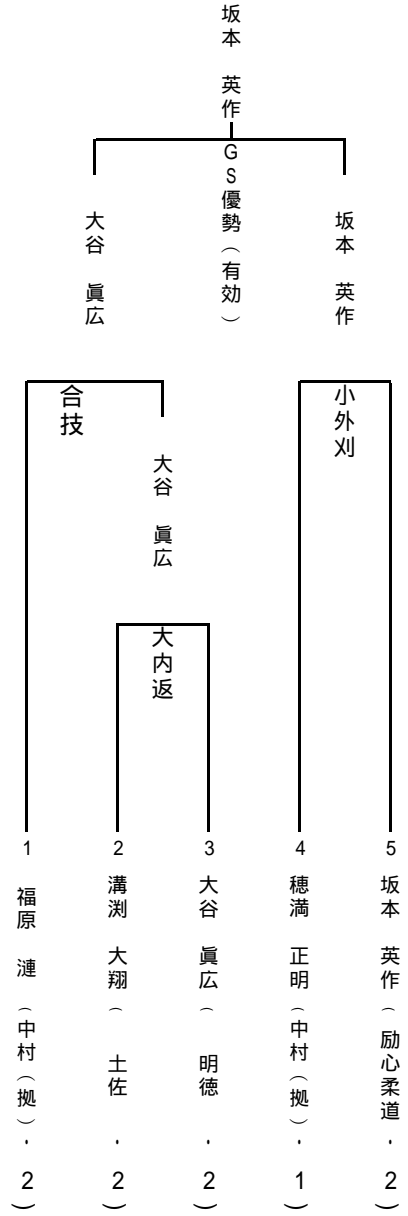 坂本 英作
GS優勢(有効)
大谷 眞広
坂本 英作
合技
小外刈
大谷 眞広
大内返
1 福原 漣 (中村(拠)・2)
2 溝渕 大翔 ( 土佐 ・2)
3 大谷 眞広 ( 明徳 ・2)
4 穂満 正明 (中村(拠)・1)
5 坂本 英作 ( 励心柔道 ・2)